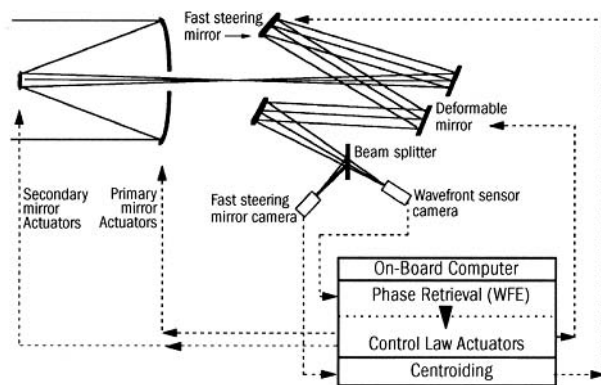 Fast steering
mirror
Deformable
mirror
Beam splitter
Secondary
mirror
Actuators
Primary
mirror
Actuators
Fast steering
mirror camera
Wavefront sensor
camera
On-Board Computer
Phase Retrieval (WFE)
Control Law Actuators
Centroiding